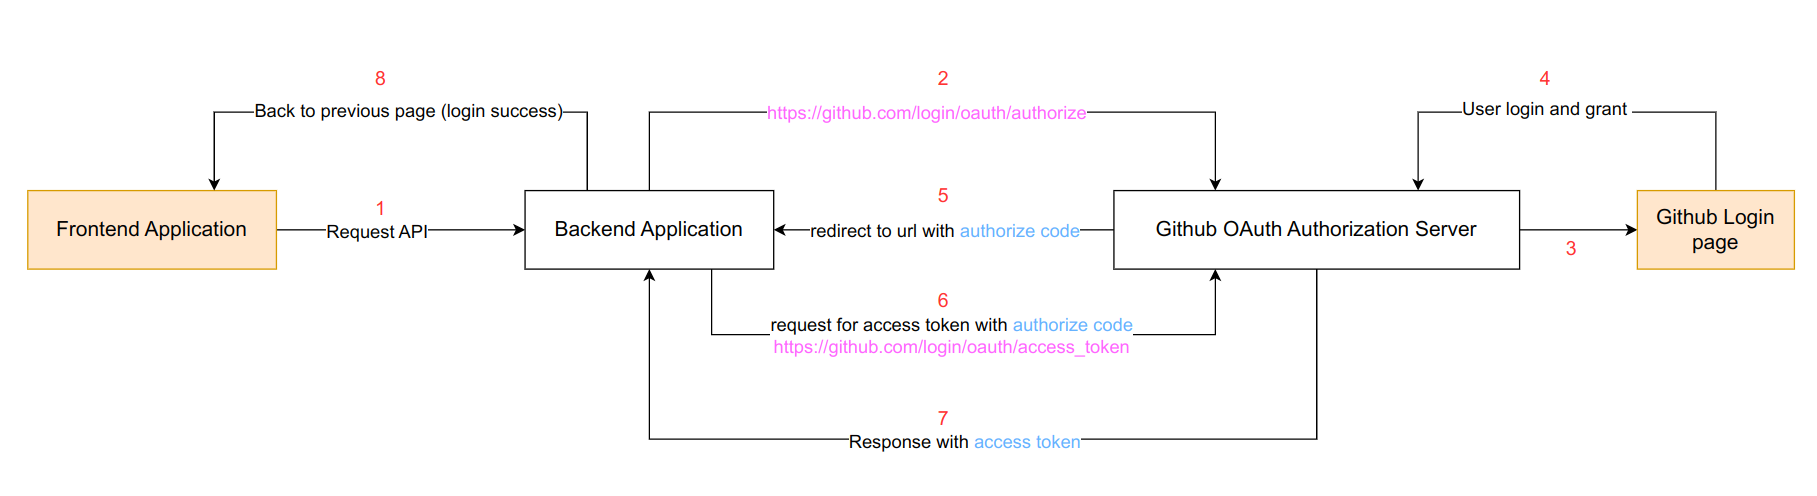 8
Back to previous page (login success)
2
https://github.com/login/oauth/authorize
4
User login and grant
Frontend Application
1
Request API
Backend Application
5
redirect to url with authorize code
Github OAuth Authorization Server
3
Github Login
page
6
request for access token with authorize code
https://github.com/login/oauth/access_token
7
Response with access token